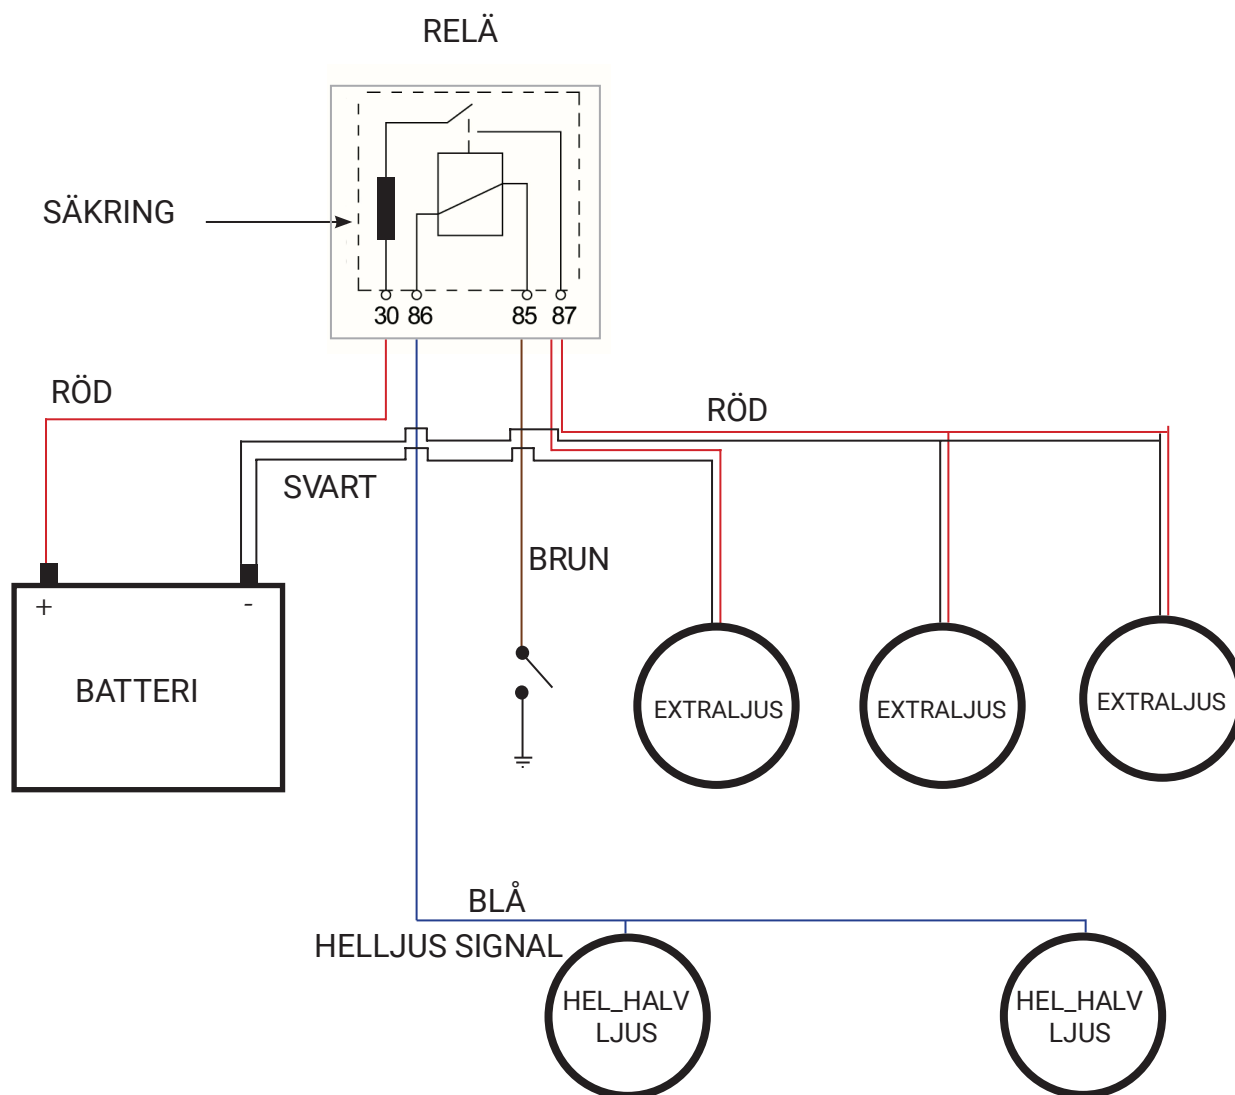 RELÄ
SÄKRING
30 86 85 87
RÖD
RÖD
SVART
BRUN
+ -
BATTERI
EXTRALJUS
EXTRALJUS
EXTRALJUS
BLÅ
HELLJUS SIGNAL
HEL_HALV
LJUS
HEL_HALV
LJUS